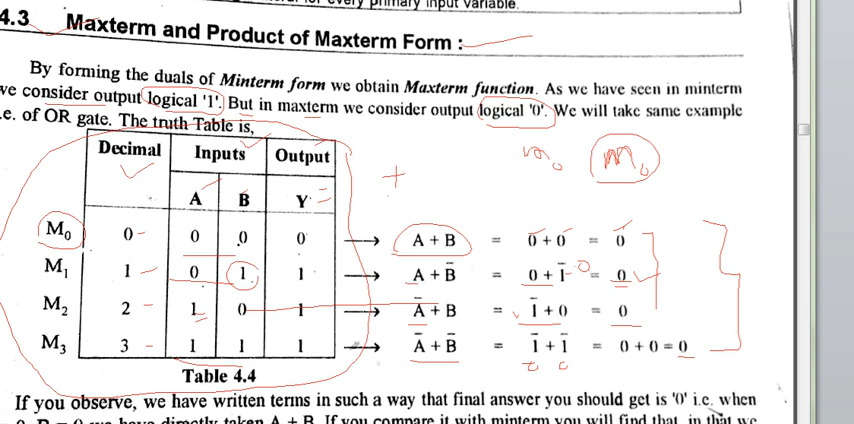 every primary input variable.
4.3 Maxterm and Product of Maxterm Form :
By forming the duals of Minterm form we obtain Maxterm function. As we have seen in minterm
we consider output logical '1'. But in maxterm we consider output logical '0'. We will take same example
i.e. of OR gate. The truth Table is,
Decimal Inputs Output
A B Y
m₀ m₀
+
M₀ 0 0 0 0 → A + B = 0 + 0 = 0
M₁ 1 0 1 1 → A + B̅ = 0 + 1̅ = 0
M₂ 2 1 0 1 → A̅ + B = 1̅ + 0 = 0
M₃ 3 1 1 1 → A̅ + B̅ = 1̅ + 1̅ = 0 + 0 = 0
Table 4.4
If you observe, we have written terms in such a way that final answer you should get is '0' i.e. when
directly taken A + B. If you compare it with minterm you will find that, in that we